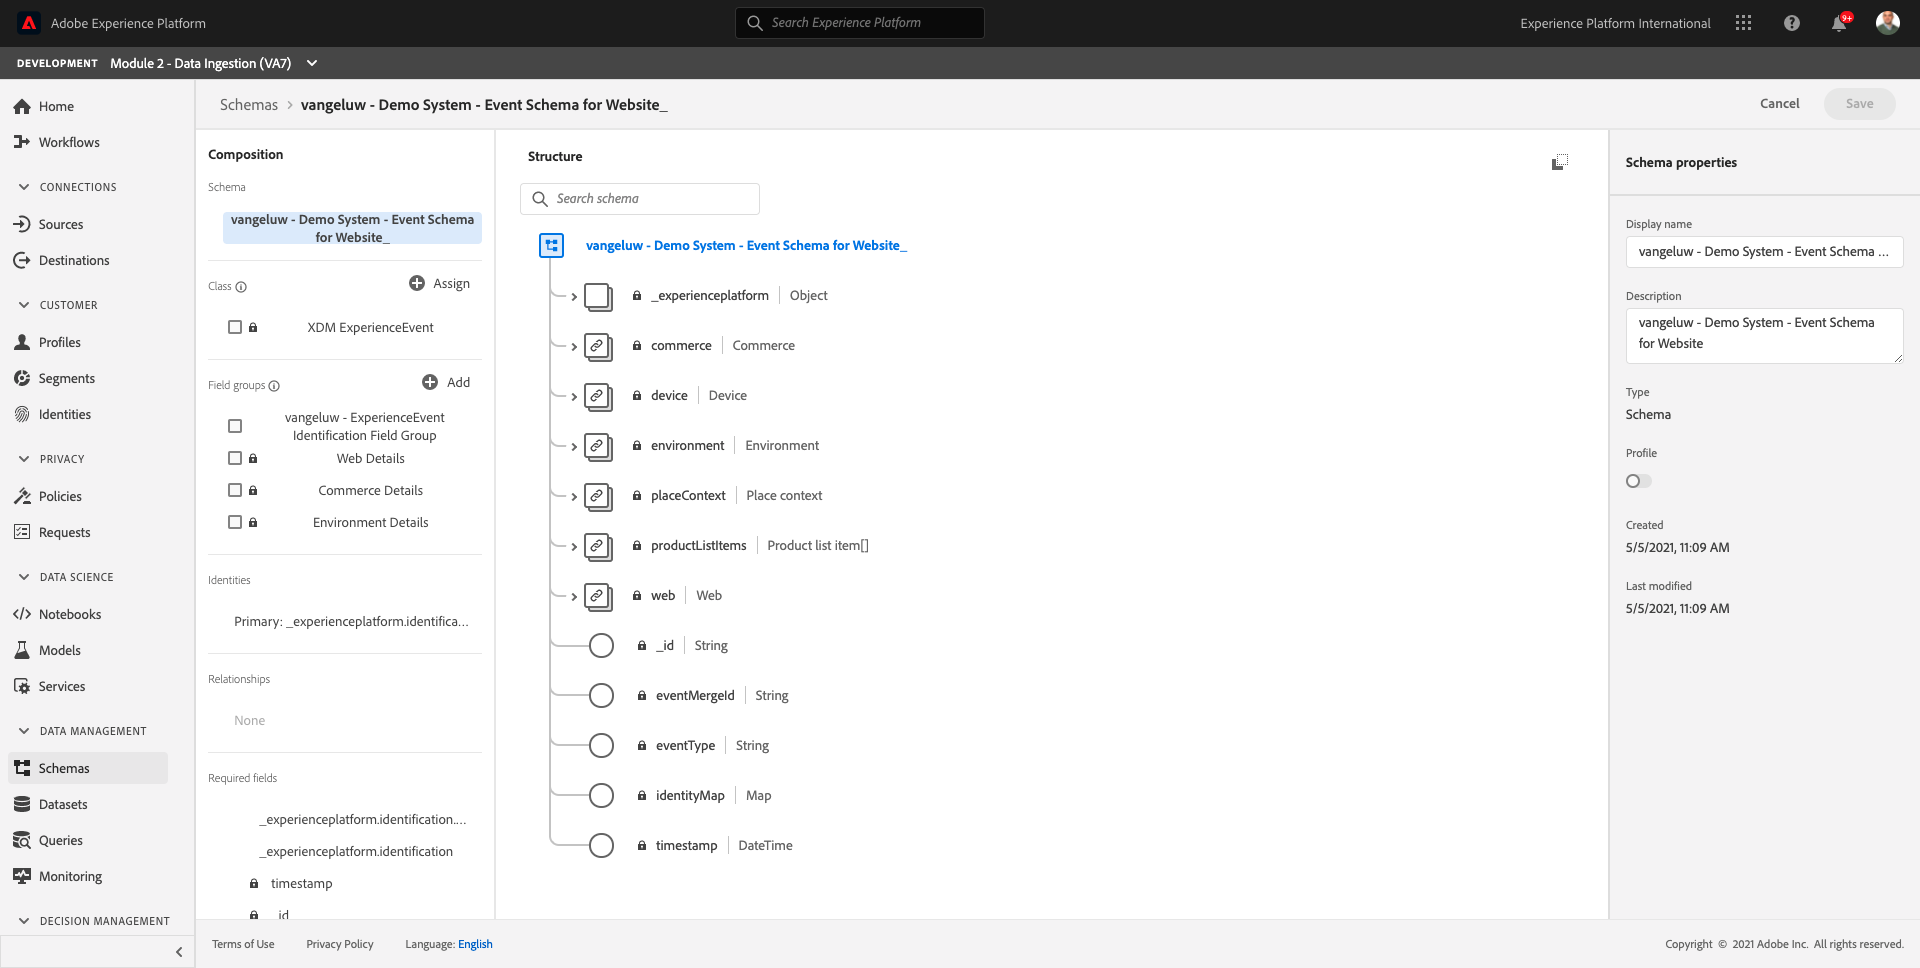 Adobe Experience Platform
Search Experience Platform
Experience Platform International
9+
DEVELOPMENT Module 2 - Data Ingestion (VA7)
Home
Workflows
CONNECTIONS
Sources
Destinations
CUSTOMER
Profiles
Segments
Identities
PRIVACY
Policies
Requests
DATA SCIENCE
Notebooks
Models
Services
DATA MANAGEMENT
Schemas
Datasets
Queries
Monitoring
DECISION MANAGEMENT
Schemas > vangeluw - Demo System - Event Schema for Website_
Cancel
Save
Composition
Schema
vangeluw - Demo System - Event Schema
for Website_
Class
Assign
XDM ExperienceEvent
Field groups
Add
vangeluw - ExperienceEvent
Identification Field Group
Web Details
Commerce Details
Environment Details
Identities
Primary: _experienceplatform.identifica...
Relationships
None
Required fields
_experienceplatform.identification....
_experienceplatform.identification
timestamp
_id
Structure
Search schema
vangeluw - Demo System - Event Schema for Website_
_experienceplatform | Object
commerce | Commerce
device | Device
environment | Environment
placeContext | Place context
productListItems | Product list item[]
web | Web
_id | String
eventMergeId | String
eventType | String
identityMap | Map
timestamp | DateTime
Schema properties
Display name
vangeluw - Demo System - Event Schema ...
Description
vangeluw - Demo System - Event Schema
for Website
Type
Schema
Profile
Created
5/5/2021, 11:09 AM
Last modified
5/5/2021, 11:09 AM
Terms of Use
Privacy Policy
Language: English
Copyright © 2021 Adobe Inc. All rights reserved.